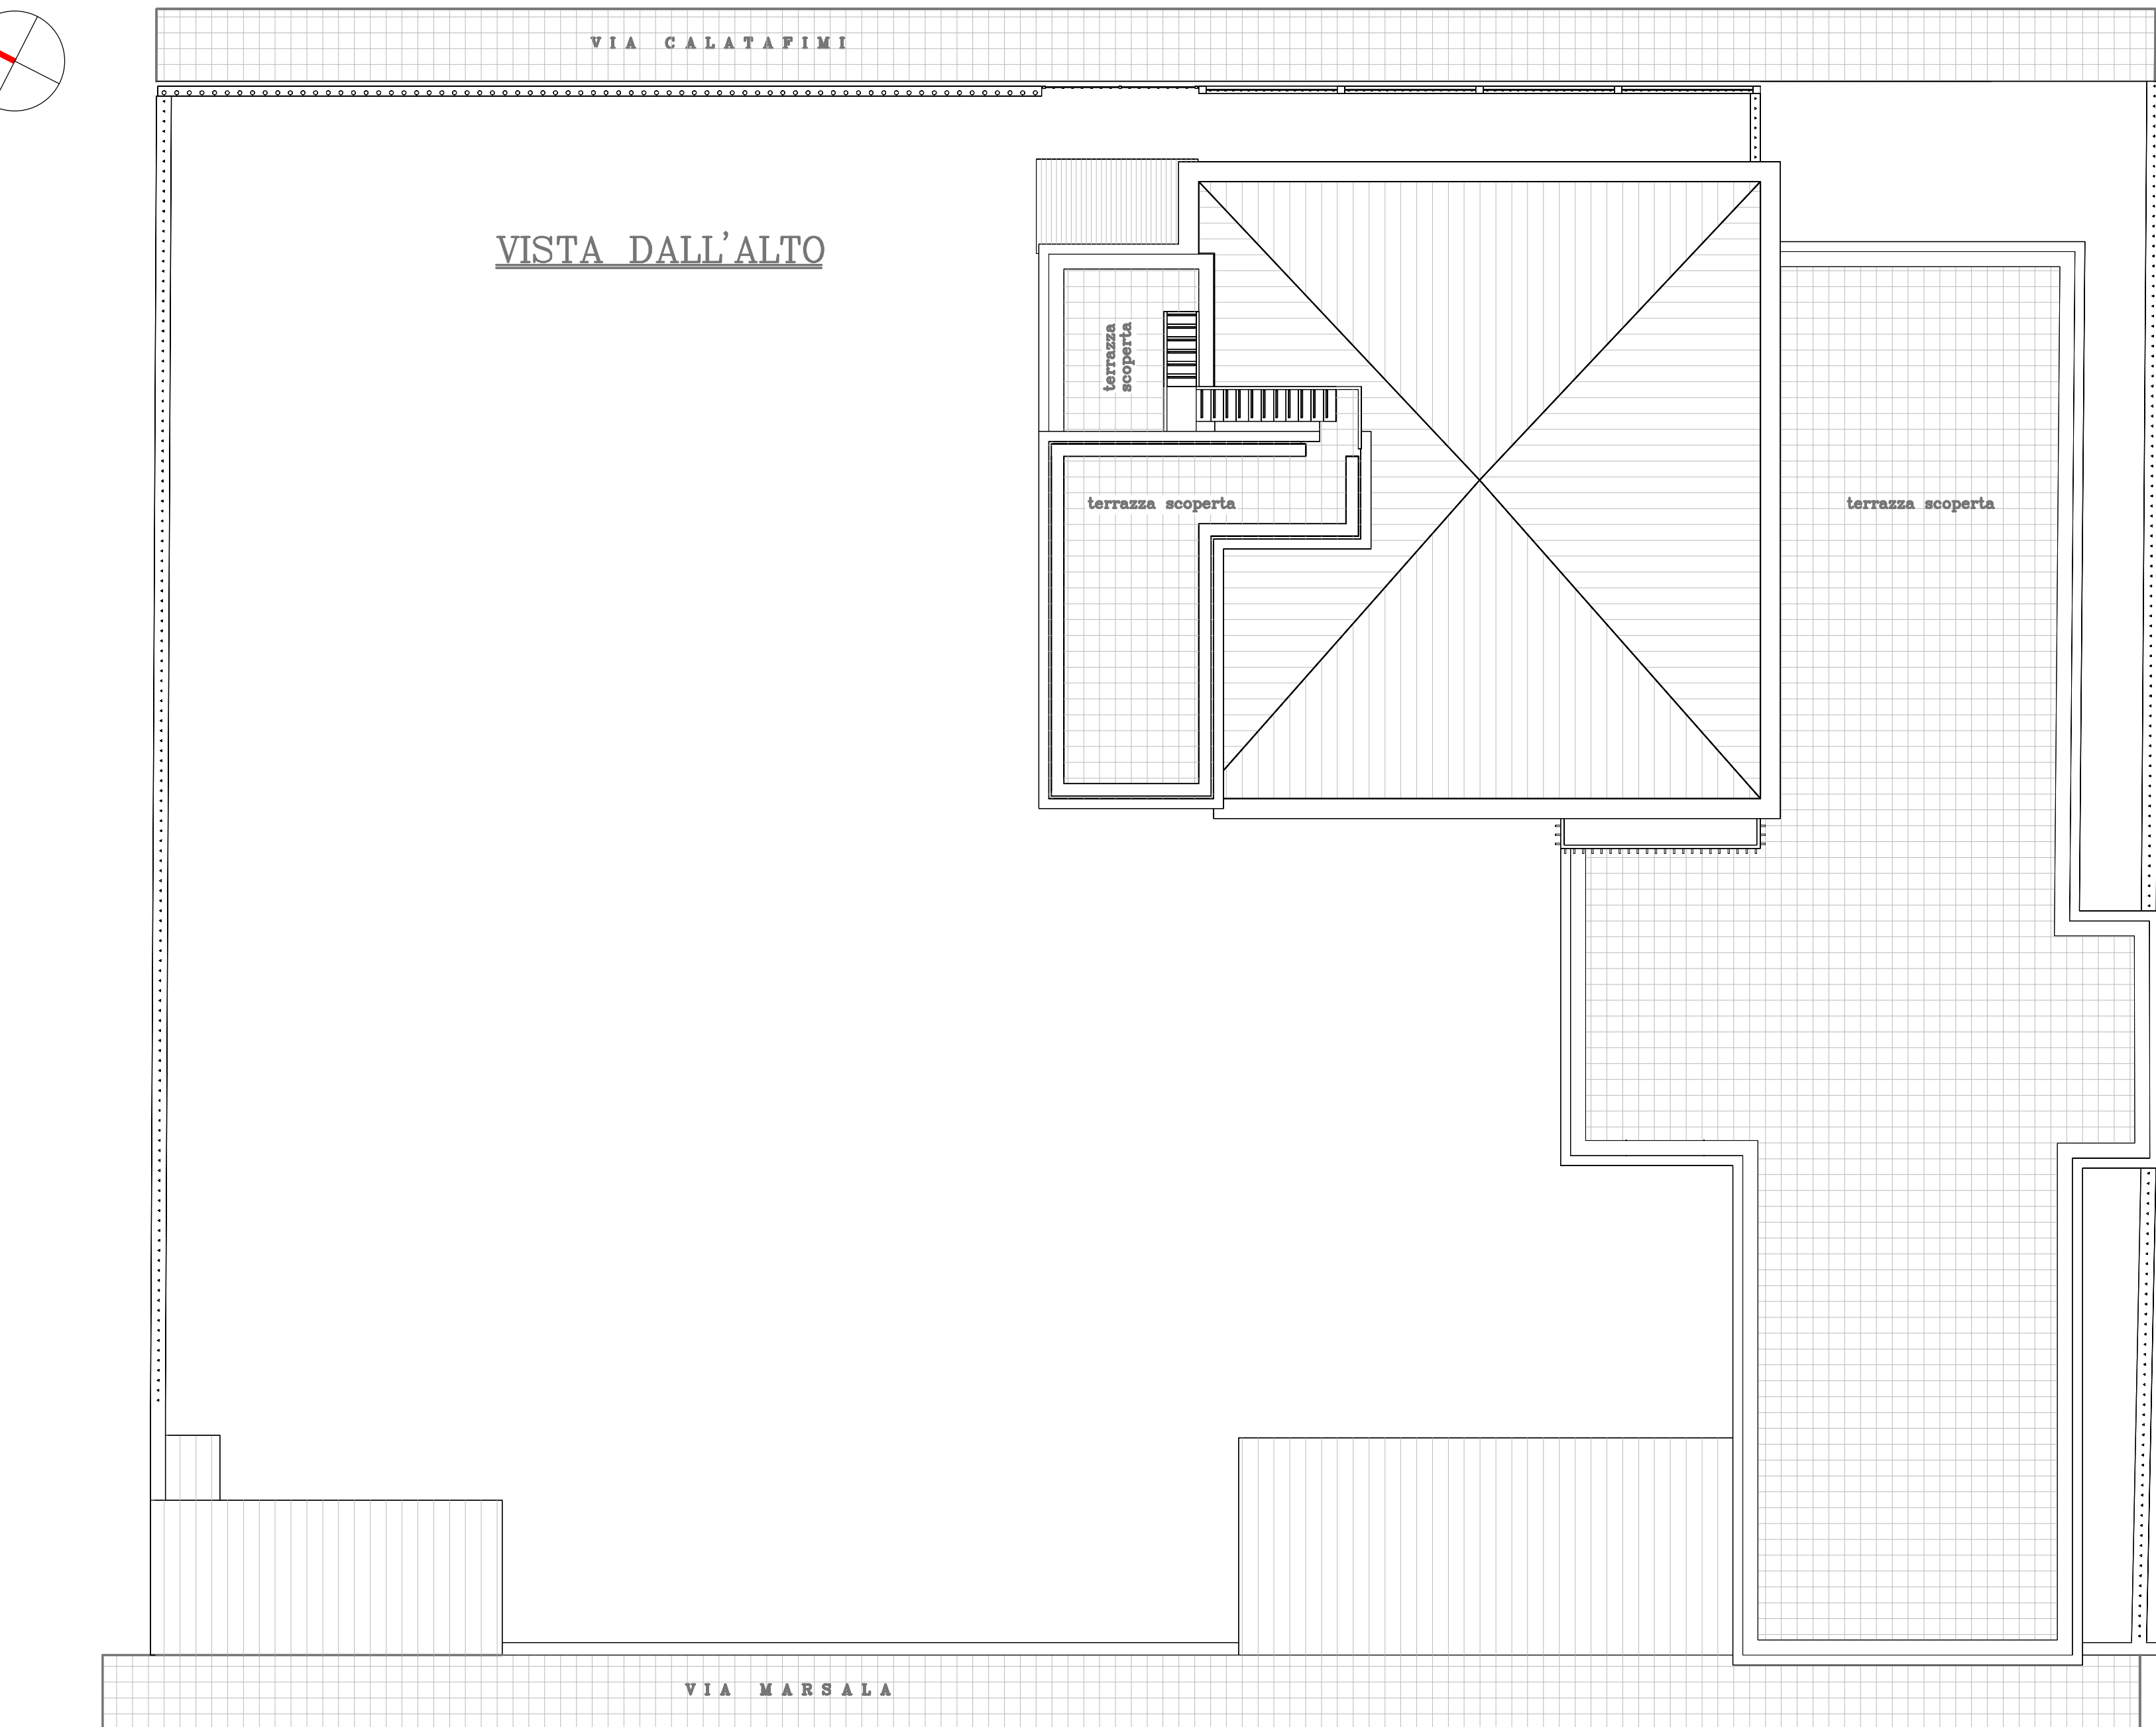 VIA CALATAFIMI
VISTA DALL'ALTO
terrazza
scoperta
terrazza scoperta
terrazza scoperta
VIA MARSALA